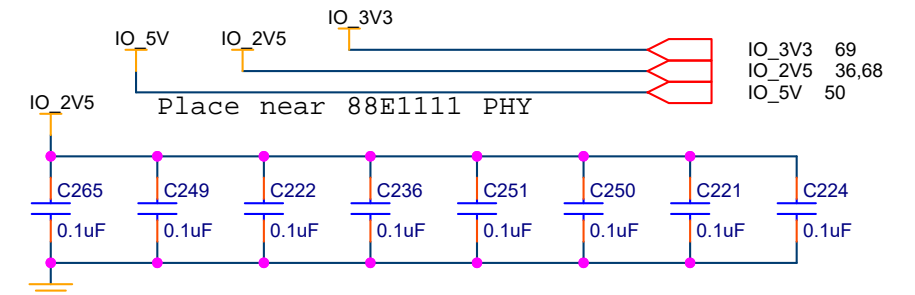 IO_3V3
IO_5V IO_2V5
IO_3V3 69
IO_2V5 36,68
IO_5V 50
IO_2V5
Place near 88E1111 PHY
C265 C249 C222 C236 C251 C250 C221 C224
0.1uF 0.1uF 0.1uF 0.1uF 0.1uF 0.1uF 0.1uF 0.1uF